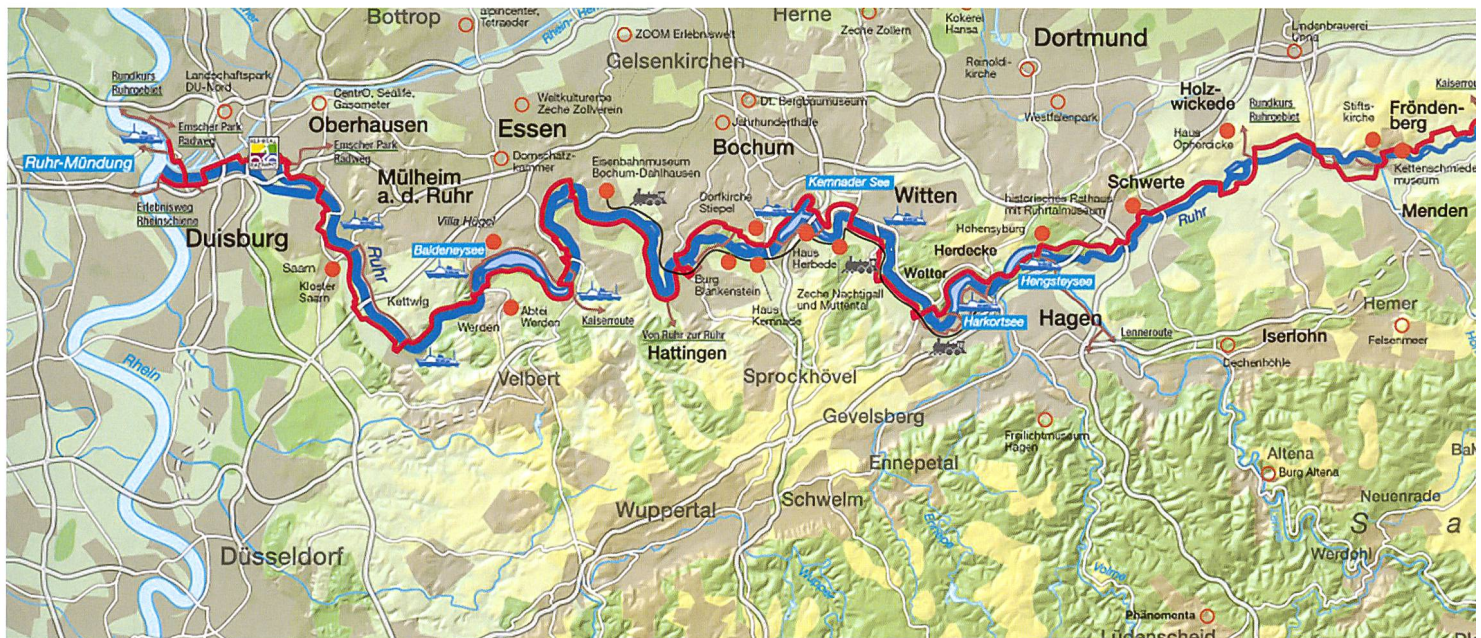 Bottrop
alpincenter,
Tetraeder
ZOOM Erlebniswelt
Gelsenkirchen
Herne
Zeche Zollern
Kokerei
Hansa
Dortmund
Reinoldi-
kirche
Lindenbrauerei
Unna
Rundkurs
Ruhrgebiet
Landschaftspark
DU-Nord
CentrO, Sealife,
Gasometer
Oberhausen
Emscher Park
Radweg
Emscher Park
Radweg
Ruhr-Mündung
Erlebnisweg
Rheinschiene
Duisburg
Weltkulturerbe
Zeche Zollverein
Essen
Domschatz-
kammer
Mülheim
a. d. Ruhr
Villa Hügel
Baldeneysee
Saarn
Kloster
Saarn
Ruhr
Kettwig
Werden
Abtei
Werden
Kaiserroute
Eisenbahnmuseum
Bochum-Dahlhausen
Dt. Bergbaumuseum
Jahrhunderthalle
Bochum
Dorfkirche
Stiepel
Kemnader See
Witten
Burg
Blankenstein
Haus
Kemnade
Haus
Herbede
Zeche Nachtigall
und Muttental
Von Ruhr zur Ruhr
Hattingen
Velbert
Sprockhövel
Wetter
Herdecke
Hohensyburg
historisches Rathaus
mit Ruhrtalmuseum
Hengsteysee
Harkortsee
Hagen
Westfalenpark
Holz-
wickede
Haus
Opherdicke
Rundkurs
Ruhrgebiet
Schwerte
Ruhr
Stifts-
kirche
Frönden-
berg
Kettenschmiede
museum
Menden
Hemer
Felsenmeer
Iserlohn
Dechenhöhle
Lenneroute
Gevelsberg
Freilichtmuseum
Hagen
Ennepetal
Schwelm
Wuppertal
Rhein
Düsseldorf
Wupper
Ennepe
Volme
Altena
Burg Altena
Neuenrade
S a
Werdohl
Phänomenta
Lüdenscheid